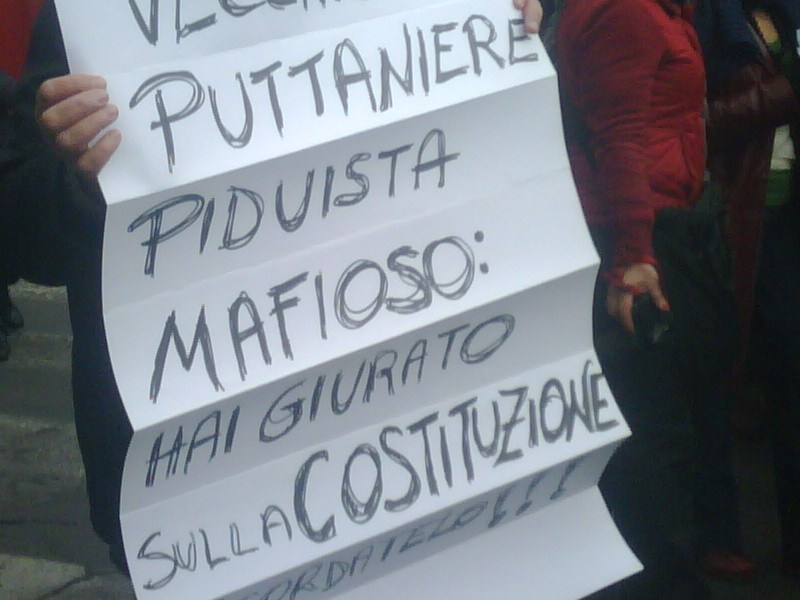 PUTTANIERE
PIDUISTA
MAFIOSO:
HAI GIURATO
SULLA COSTITUZIONE